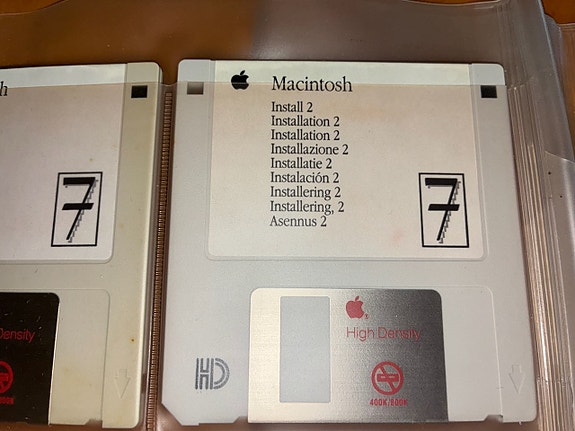 h
7
Density
Macintosh
Install 2
Installation 2
Installation 2
Installazione 2
Installatie 2
Instalación 2
Installering 2
Installering, 2
Asennus 2
7
High Density
HD
400K/800K